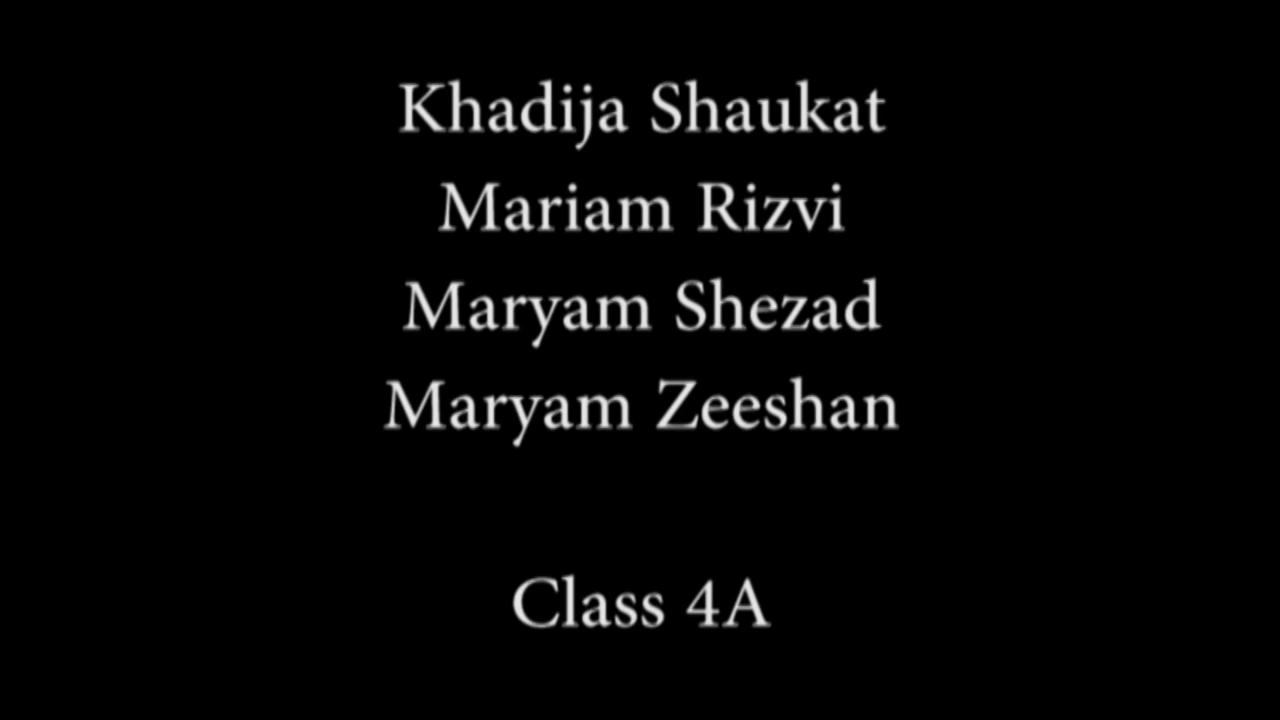 Khadija Shaukat
Mariam Rizvi
Maryam Shezad
Maryam Zeeshan
Class 4A